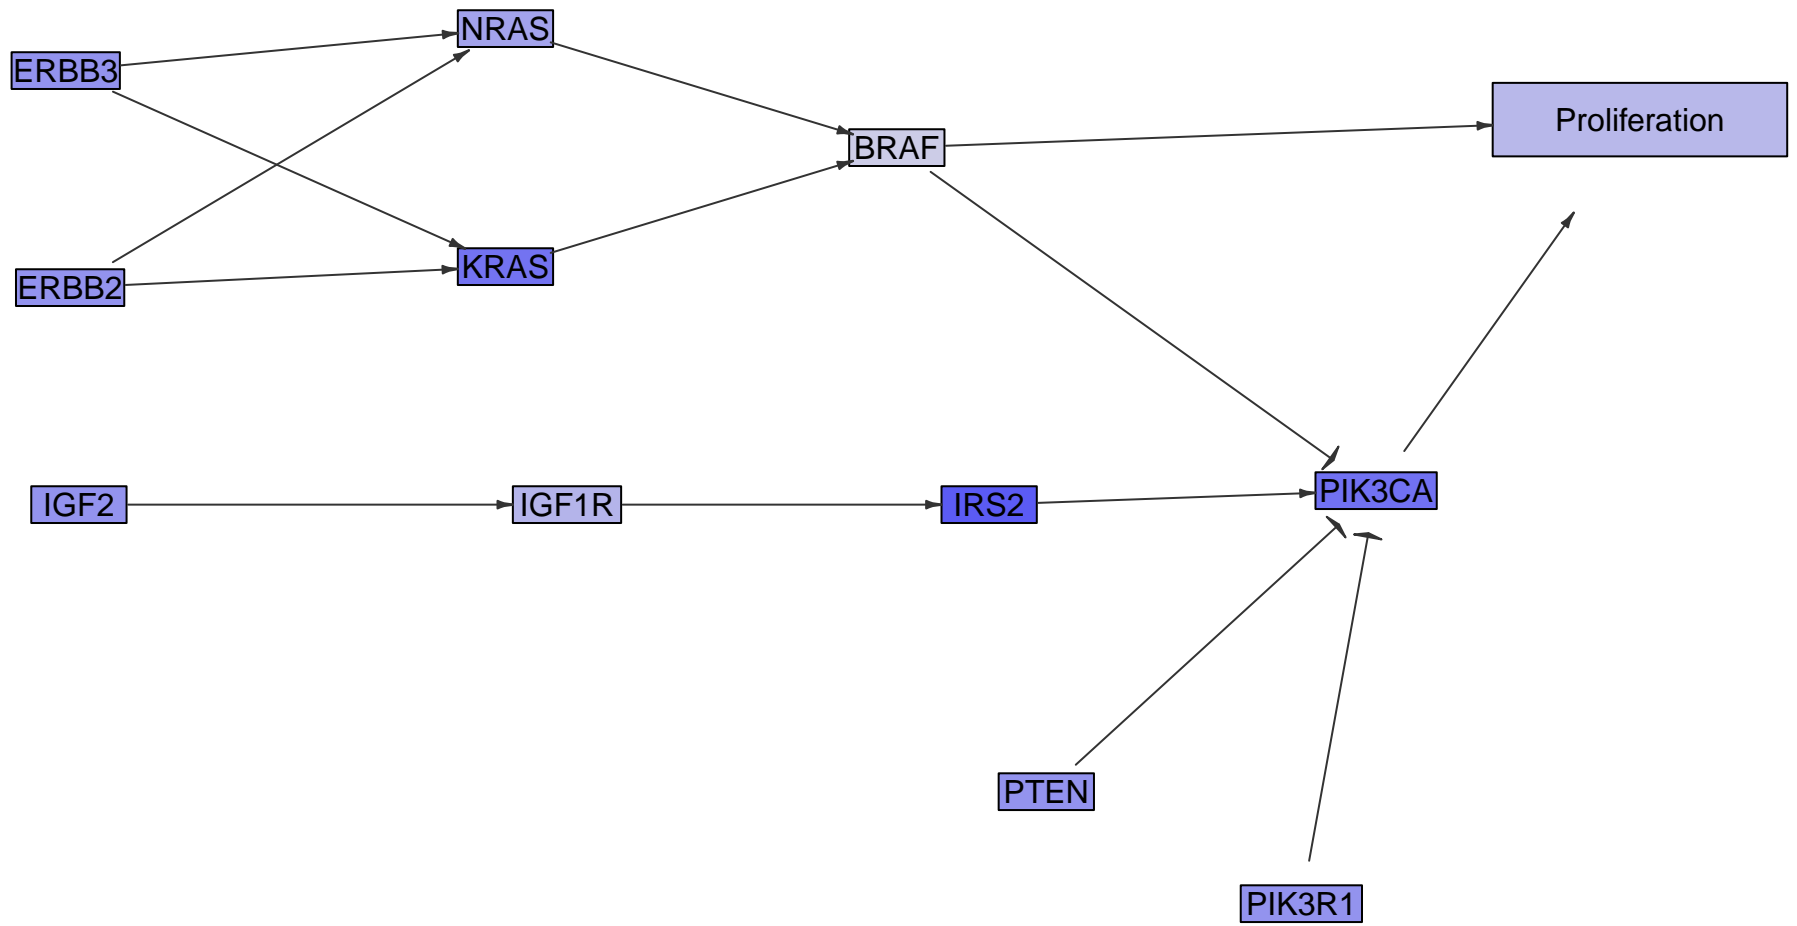 NRAS
ERBB3
Proliferation
BRAF
KRAS
ERBB2
PIK3CA
IGF2
IGF1R
IRS2
PTEN
PIK3R1